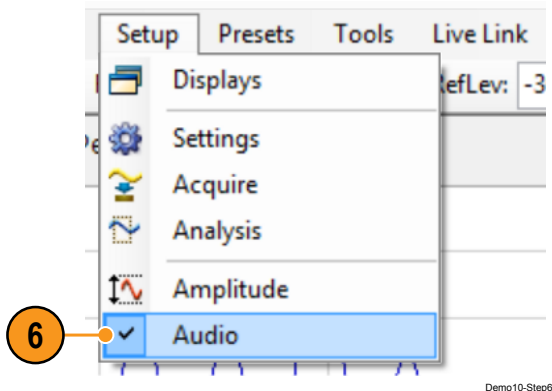 Setup Presets Tools Live Link
Displays
RefLev: -3
Settings
Acquire
Analysis
Amplitude
6
Audio
Demo10-Step6